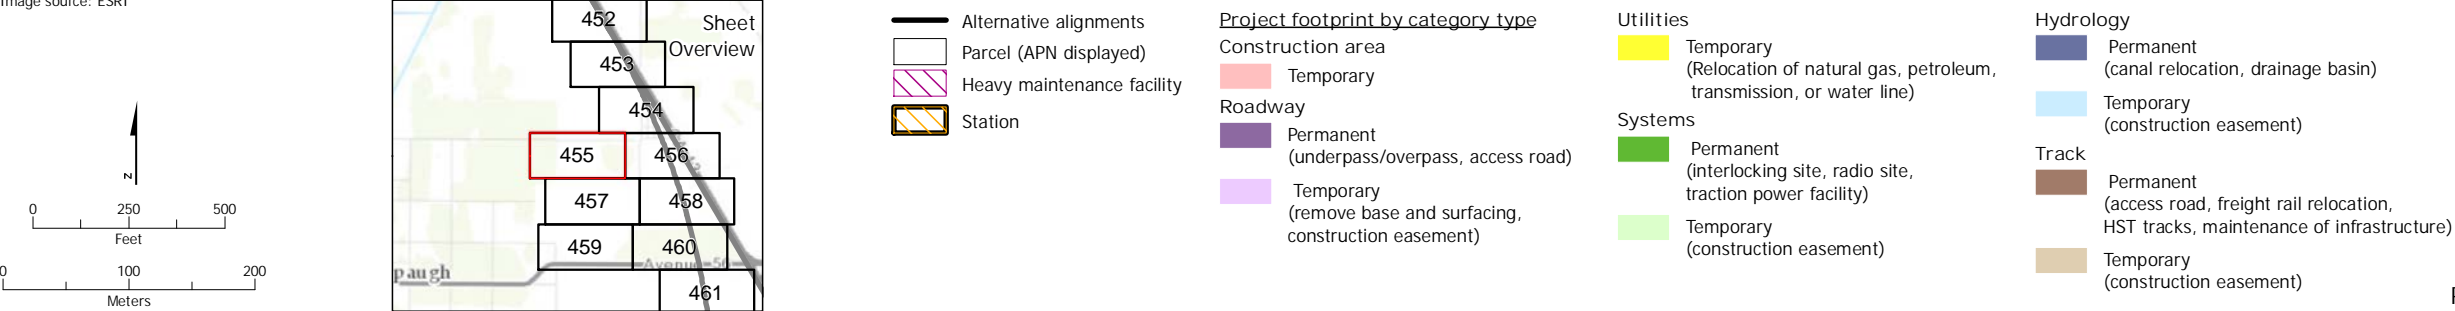 Image source: ESRI
N
0 250 500
Feet
0 100 200
Meters
Sheet
Overview
452
453
454
455 456
457 458
459 460
Avenue 56
paugh
461
Alternative alignments
Parcel (APN displayed)
Heavy maintenance facility
Station
Project footprint by category type
Construction area
Temporary
Roadway
Permanent
(underpass/overpass, access road)
Temporary
(remove base and surfacing,
construction easement)
Utilities
Temporary
(Relocation of natural gas, petroleum,
transmission, or water line)
Systems
Permanent
(interlocking site, radio site,
traction power facility)
Temporary
(construction easement)
Hydrology
Permanent
(canal relocation, drainage basin)
Temporary
(construction easement)
Track
Permanent
(access road, freight rail relocation,
HST tracks, maintenance of infrastructure)
Temporary
(construction easement)